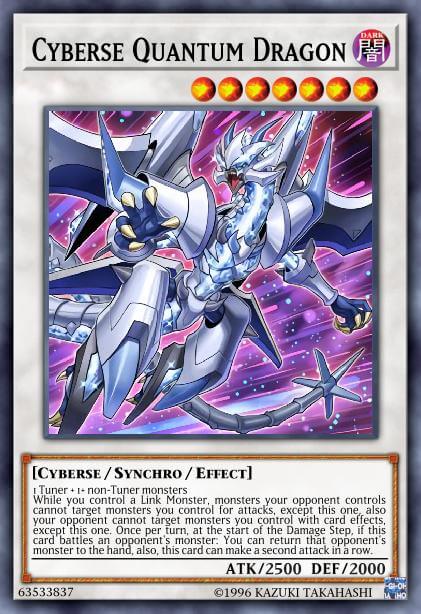 CYBERSE QUANTUM DRAGON
DARK
闇
[CYBERSE / SYNCHRO / EFFECT]
1 Tuner + 1+ non-Tuner monsters
While you control a Link Monster, monsters your opponent controls
cannot target monsters you control for attacks, except this one, also
your opponent cannot target monsters you control with card effects,
except this one. Once per turn, at the start of the Damage Step, if this
card battles an opponent's monster: You can return that opponent's
monster to the hand, also, this card can make a second attack in a row.
ATK/2500 DEF/2000
63533837
©1996 KAZUKI TAKAHASHI